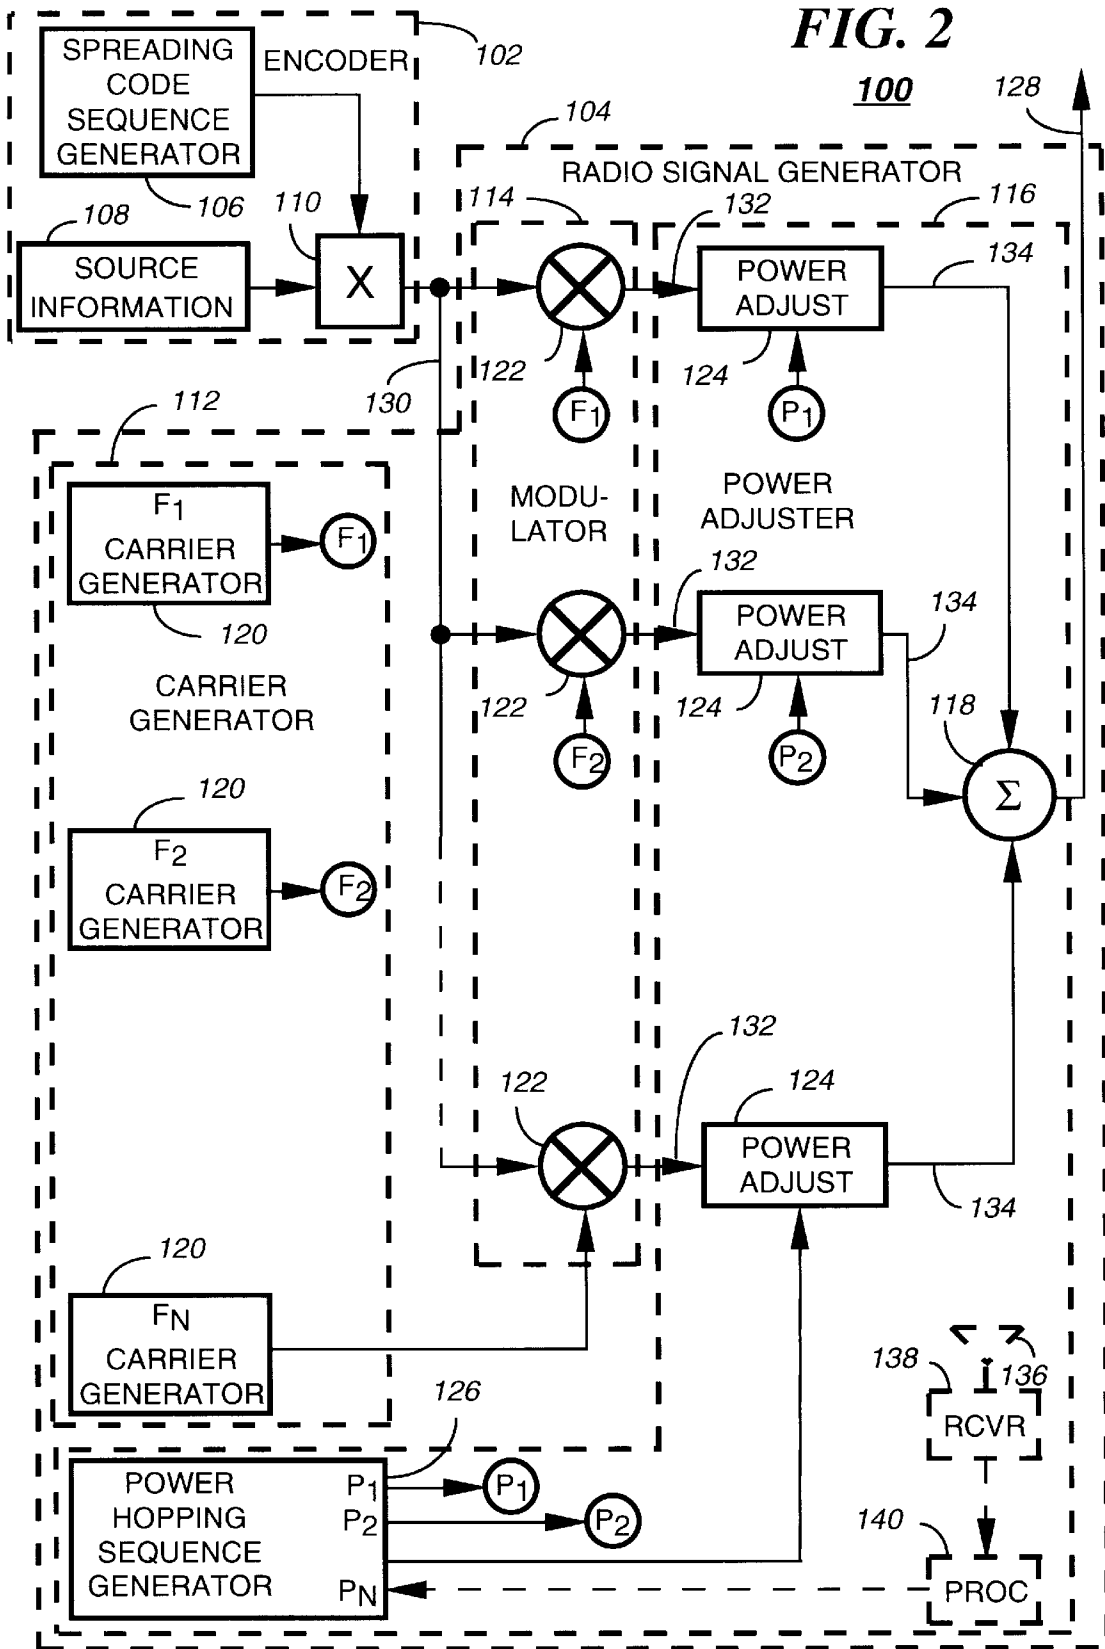 FIG. 2
100
102
SPREADING
CODE
SEQUENCE
GENERATOR
ENCODER
106
108
110
SOURCE
INFORMATION
X
128
104
RADIO SIGNAL GENERATOR
114
132
116
POWER
ADJUST
134
122
124
F1
P1
130
112
F1
CARRIER
GENERATOR
F1
120
MODU-
LATOR
POWER
ADJUSTER
132
POWER
ADJUST
134
122
124
F2
P2
118
Σ
CARRIER
GENERATOR
120
F2
CARRIER
GENERATOR
F2
132
122
124
POWER
ADJUST
134
120
FN
CARRIER
GENERATOR
126
138
136
RCVR
POWER
HOPPING
SEQUENCE
GENERATOR
P1
P1
P2
P2
PN
140
PROC